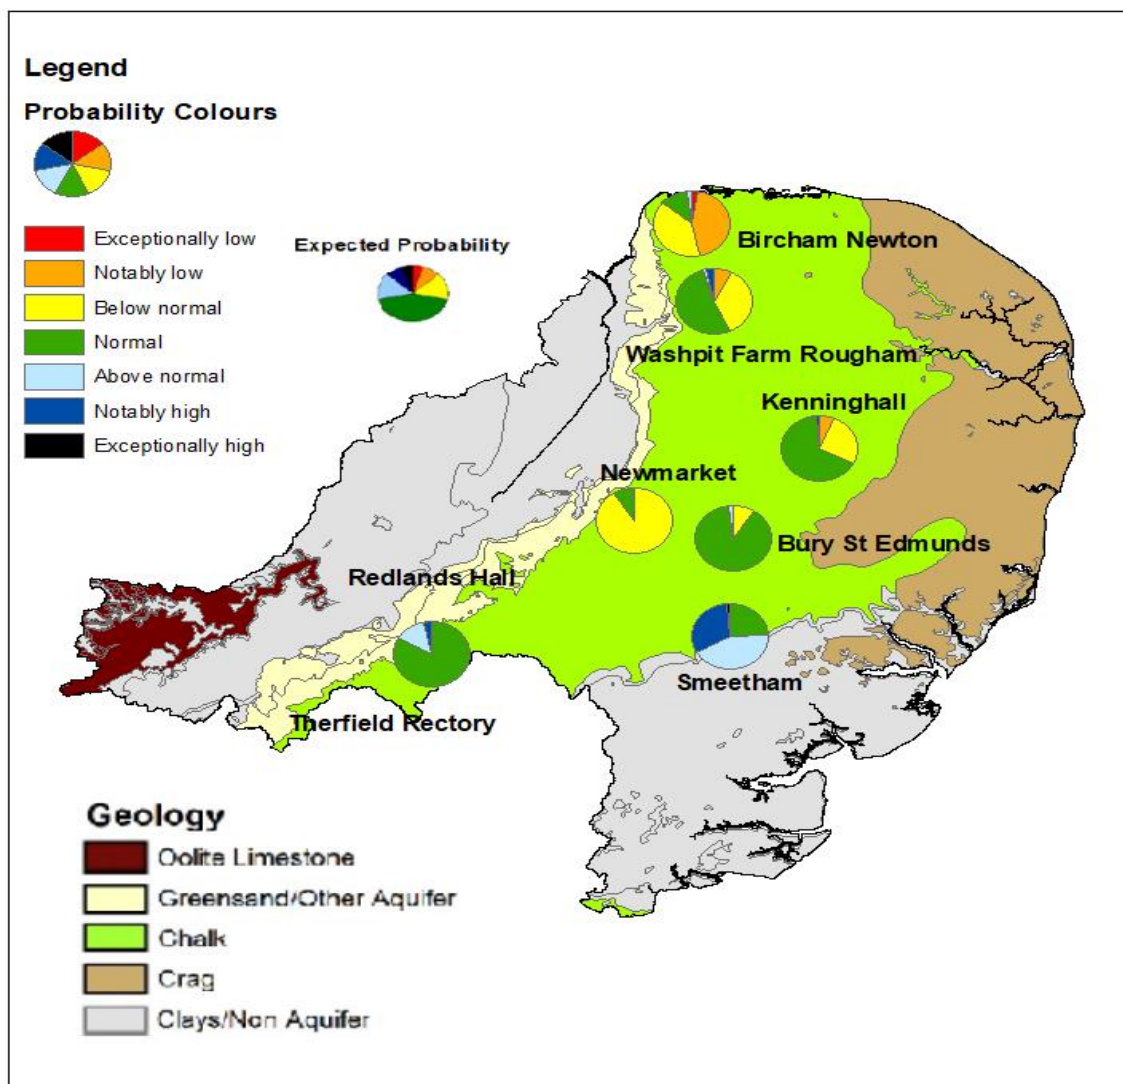 Legend
Probability Colours
Exceptionally low
Notably low
Below normal
Normal
Above normal
Notably high
Exceptionally high
Expected Probability
Bircham Newton
Washpit Farm Rougham
Kenninghall
Newmarket
Bury St Edmunds
Redlands Hall
Smeetham
Therfield Rectory
Geology
Oolite Limestone
Greensand/Other Aquifer
Chalk
Crag
Clays/Non Aquifer